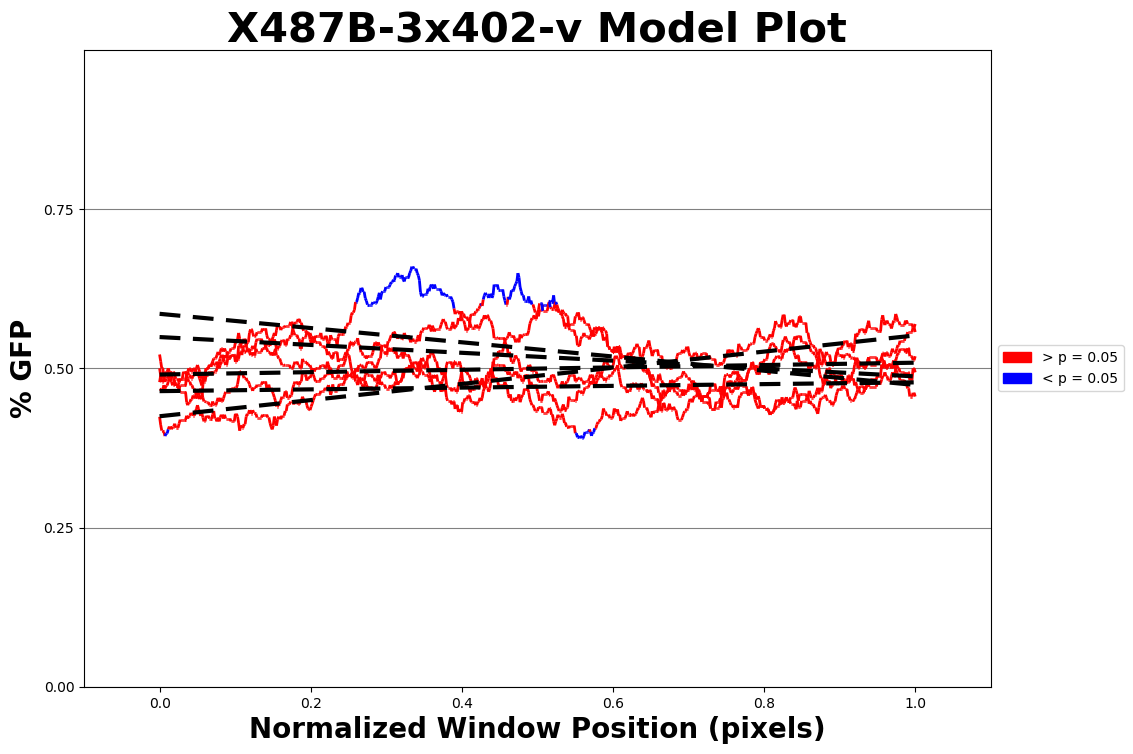 X487B-3x402-v Model Plot
% GFP
0.75
0.50
0.25
0.00
0.0 0.2 0.4 0.6 0.8 1.0
Normalized Window Position (pixels)
> p = 0.05
< p = 0.05